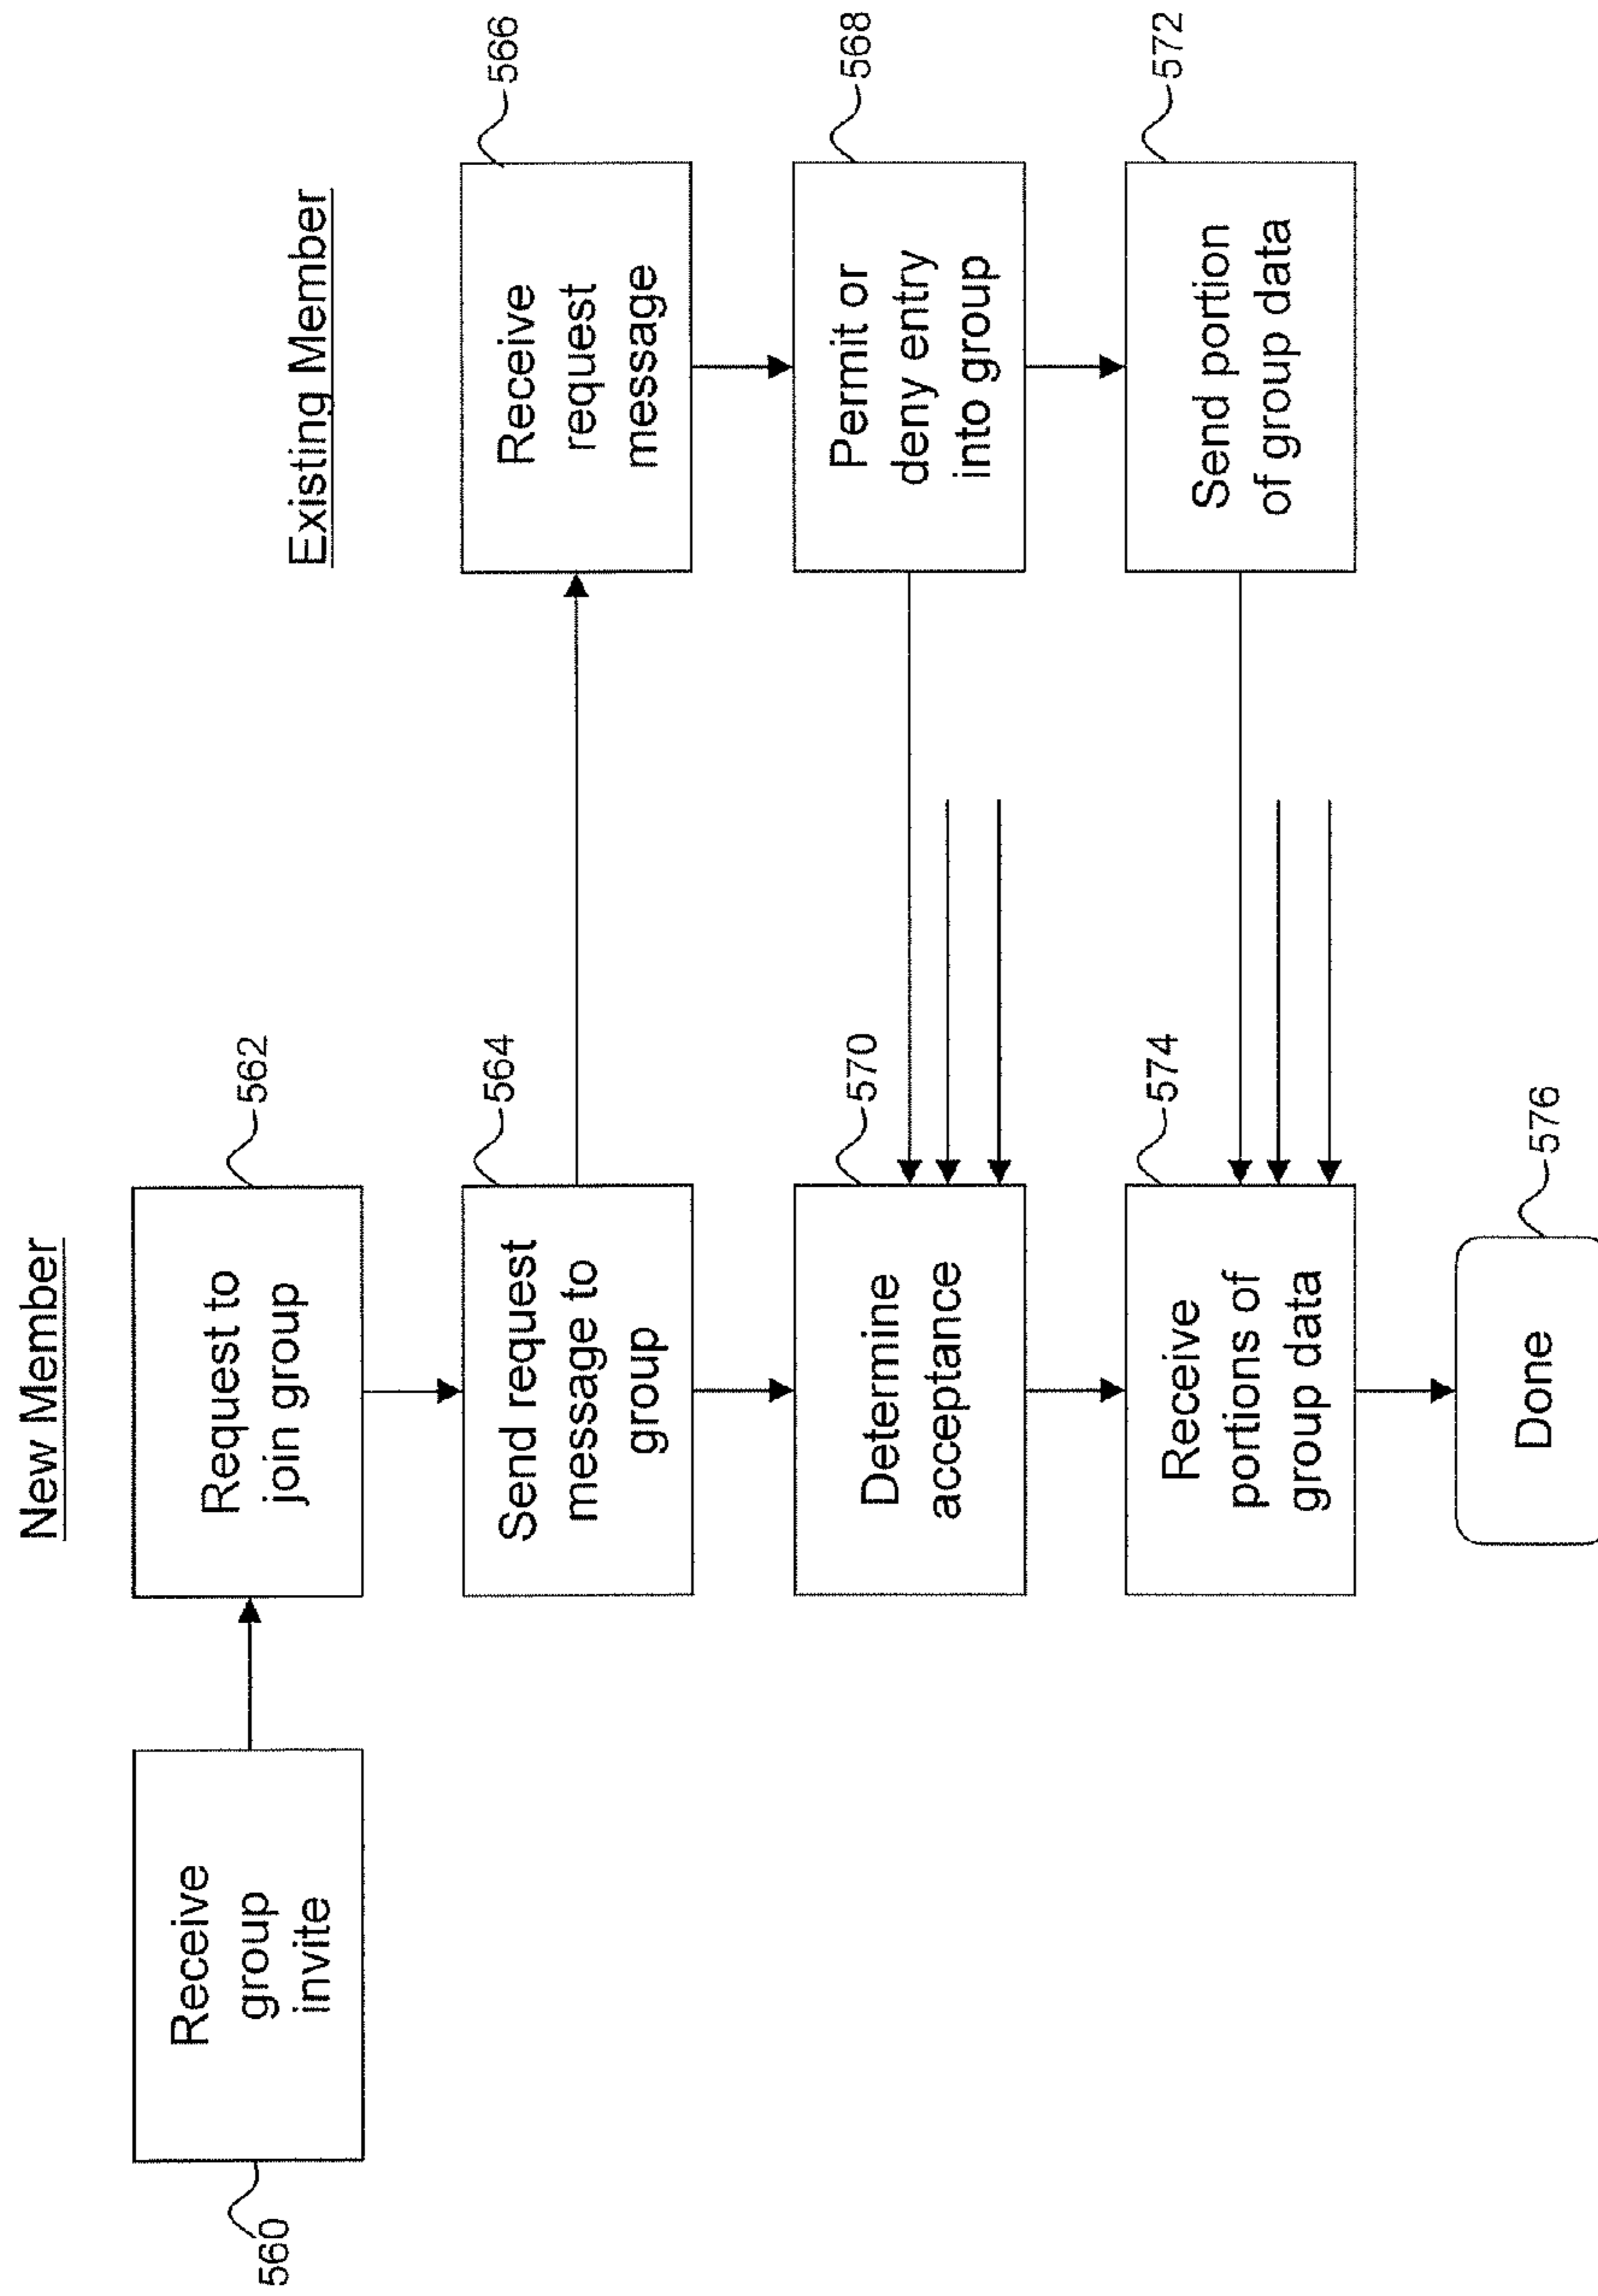 New Member
Existing Member
560
Receive
group
invite
562
Request to
join group
564
Send request
message to
group
566
Receive
request
message
570
Determine
acceptance
568
Permit or
deny entry
into group
574
Receive
portions of
group data
572
Send portion
of group data
576
Done